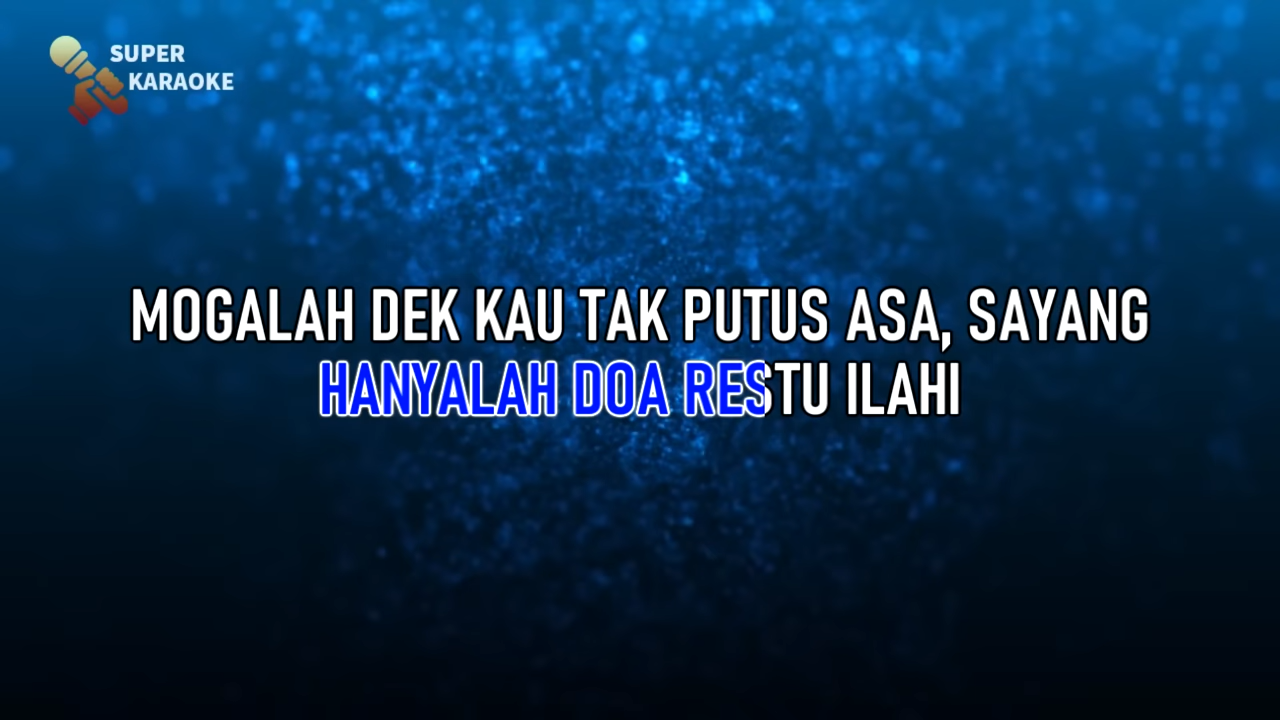 SUPER
KARAOKE
MOGALAH DEK KAU TAK PUTUS ASA, SAYANG
HANYALAH DOA RESTU ILAHI